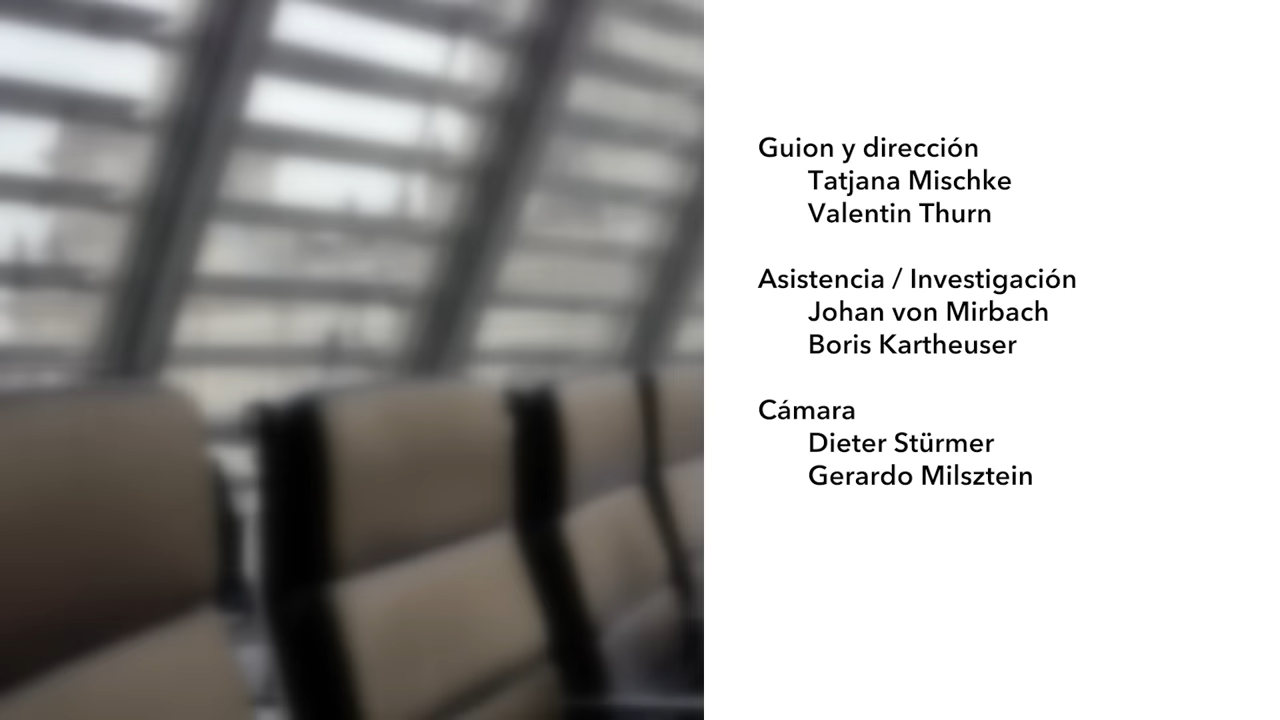 Guion y dirección
Tatjana Mischke
Valentin Thurn
Asistencia / Investigación
Johan von Mirbach
Boris Kartheuser
Cámara
Dieter Stürmer
Gerardo Milsztein